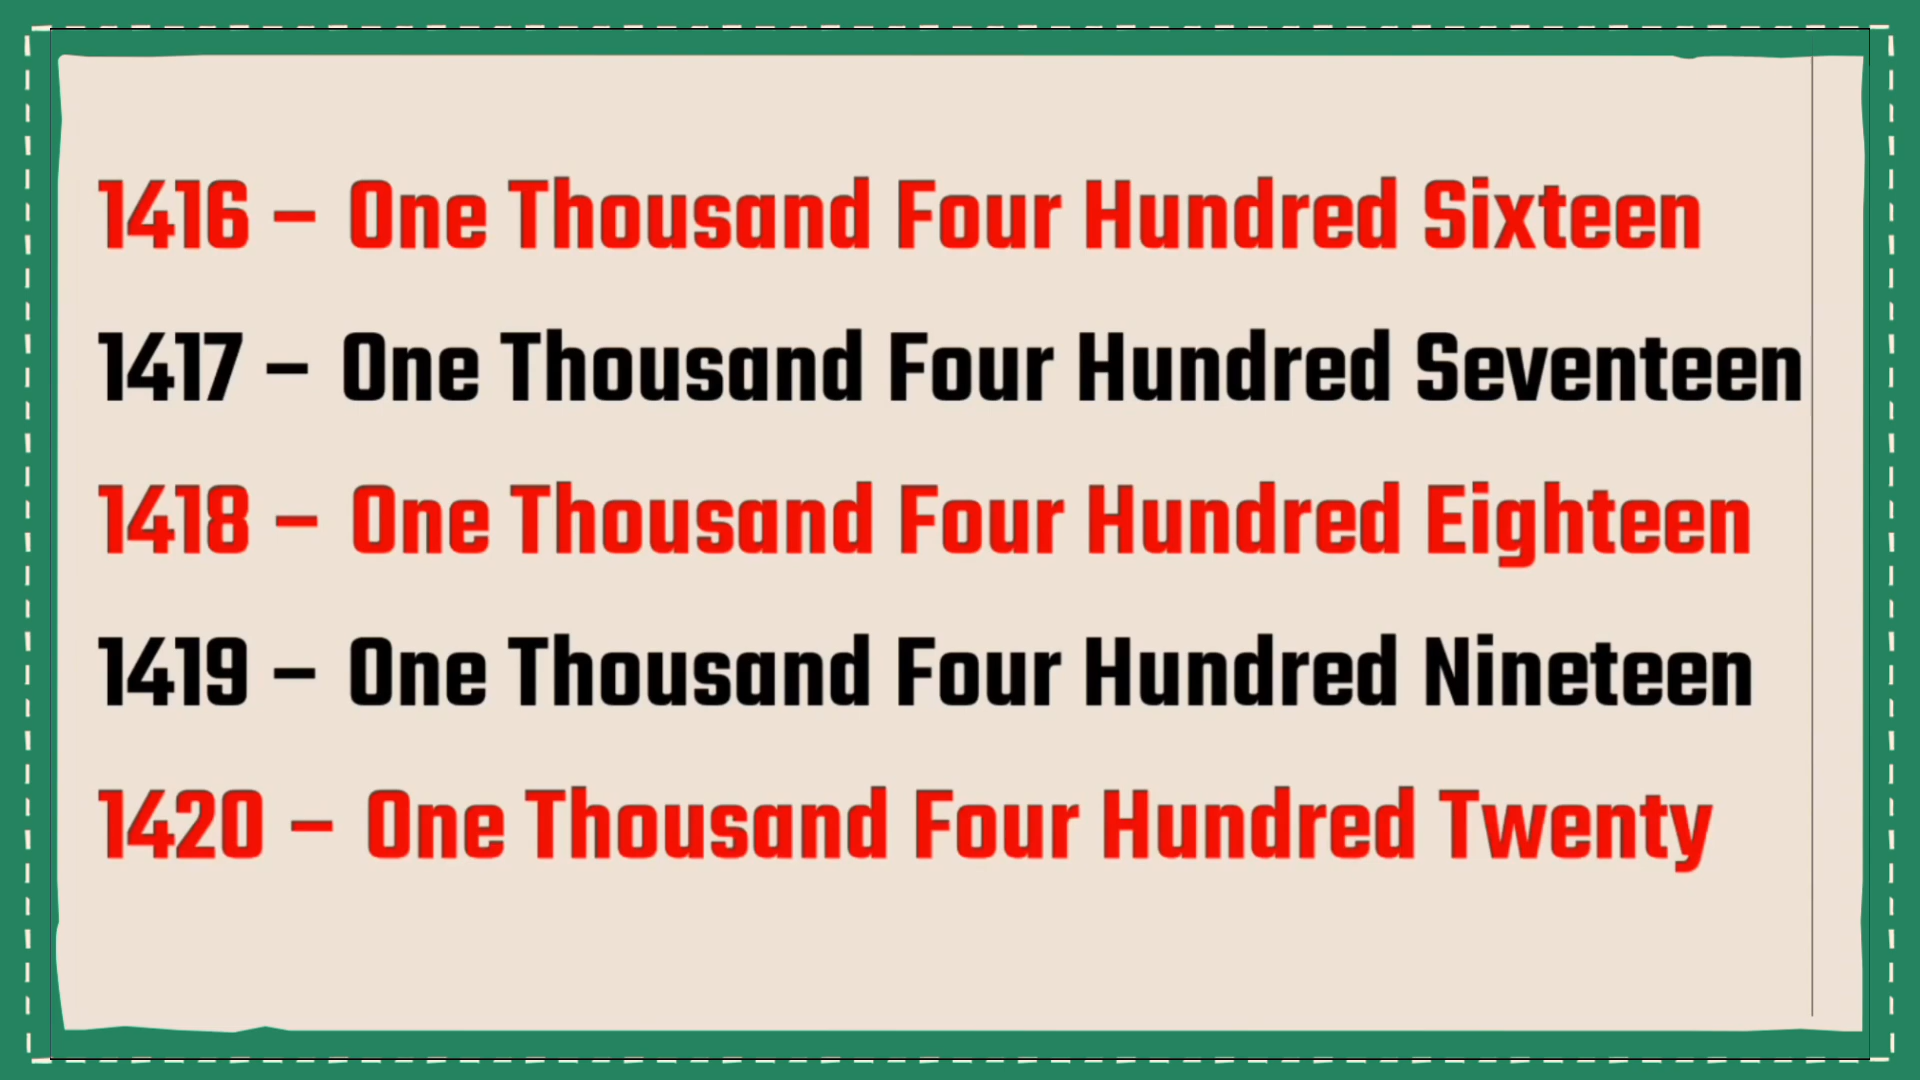 1416 – One Thousand Four Hundred Sixteen
1417 – One Thousand Four Hundred Seventeen
1418 – One Thousand Four Hundred Eighteen
1419 – One Thousand Four Hundred Nineteen
1420 – One Thousand Four Hundred Twenty